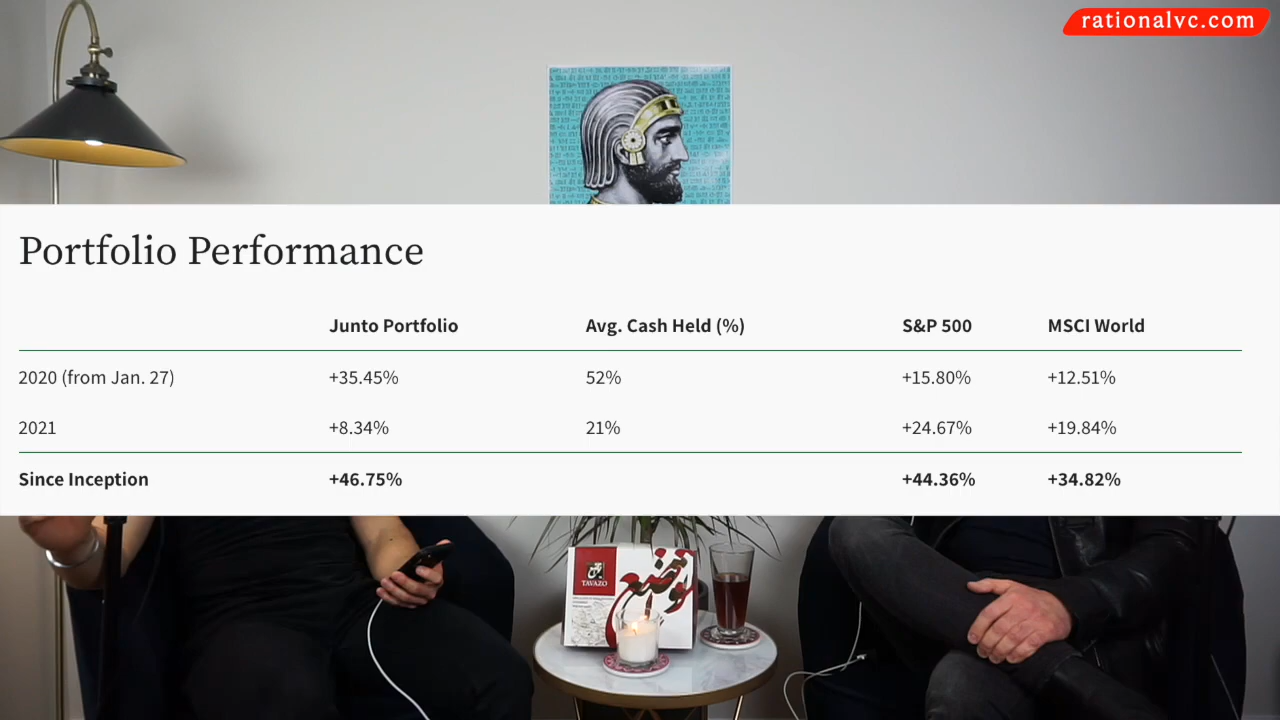 rationalvc.com
Portfolio Performance
Junto Portfolio Avg. Cash Held (%) S&P 500 MSCI World
2020 (from Jan. 27) +35.45% 52% +15.80% +12.51%
2021 +8.34% 21% +24.67% +19.84%
Since Inception +46.75% +44.36% +34.82%
TAVAZO